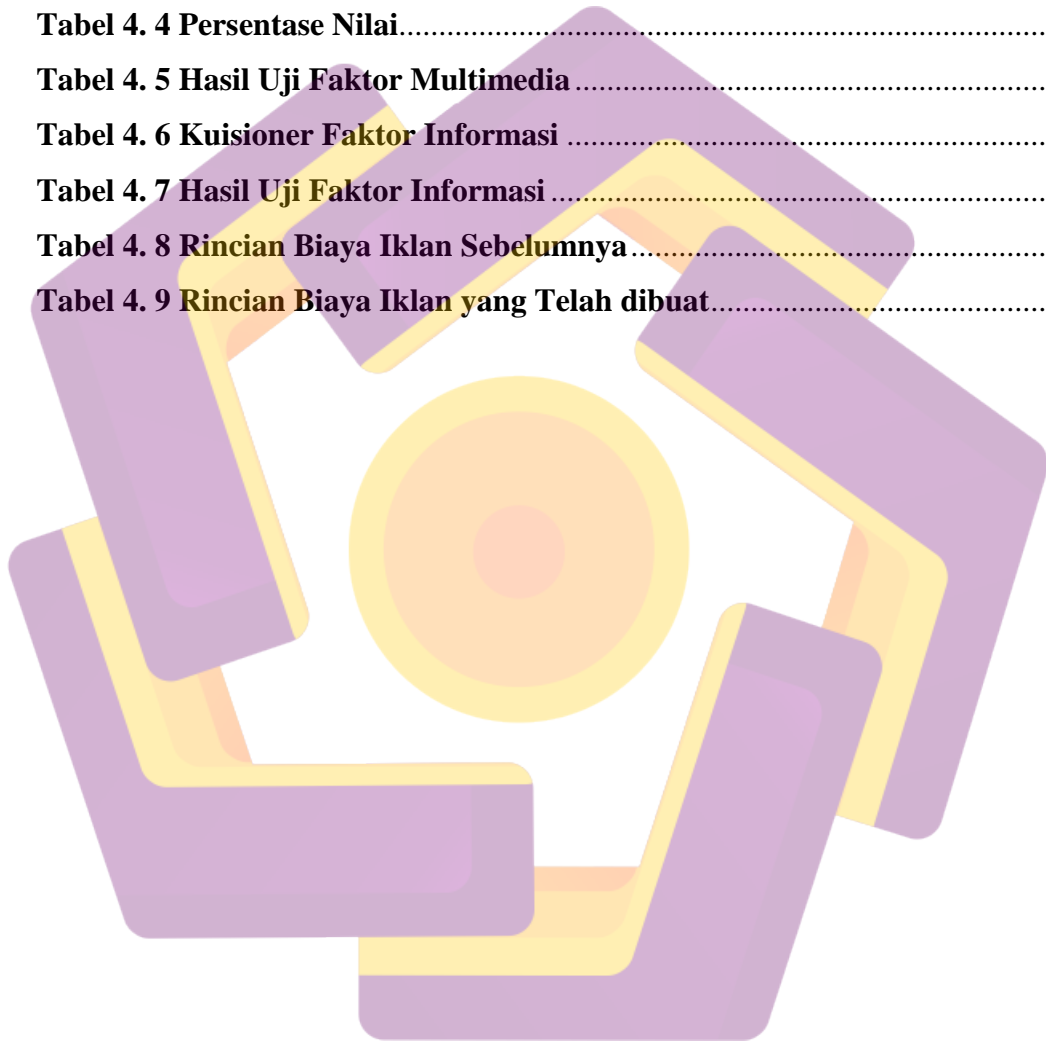 Tabel 4. 4 Persentase Nilai........................................................................
Tabel 4. 5 Hasil Uji Faktor Multimedia....................................................
Tabel 4. 6 Kuisioner Faktor Informasi .....................................................
Tabel 4. 7 Hasil Uji Faktor Informasi .......................................................
Tabel 4. 8 Rincian Biaya Iklan Sebelumnya..............................................
Tabel 4. 9 Rincian Biaya Iklan yang Telah dibuat.....................................